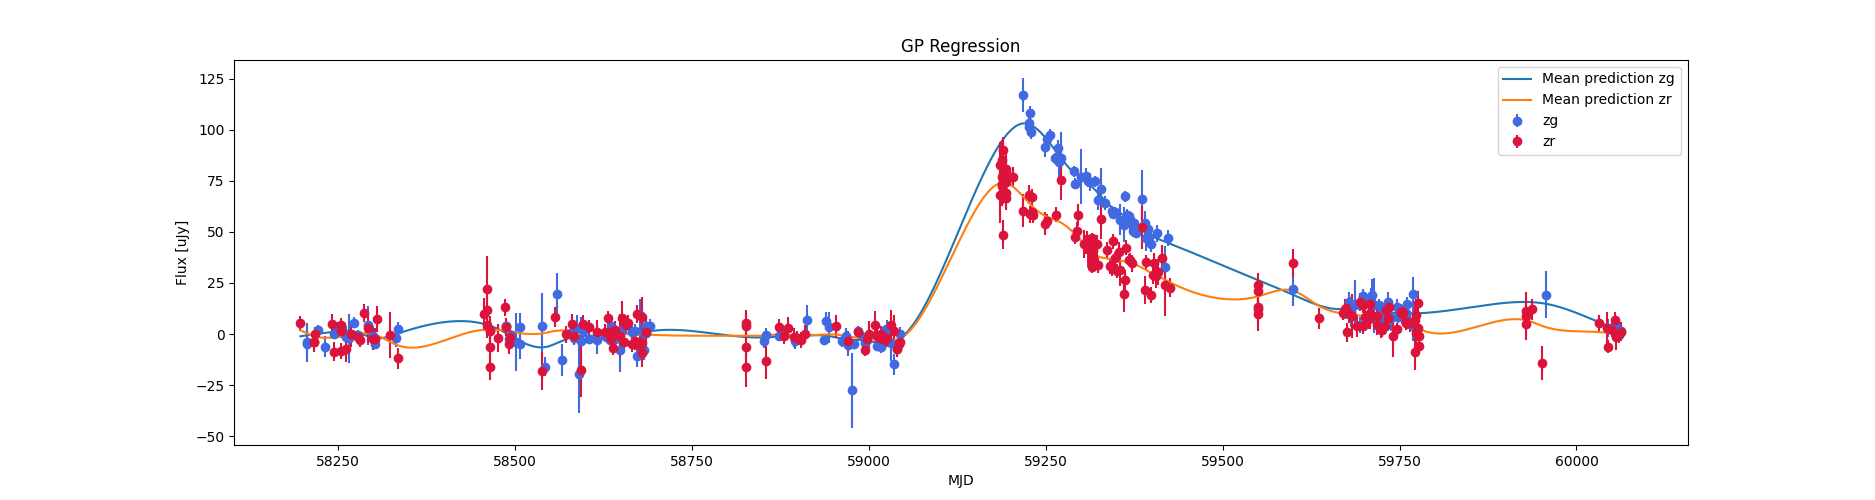 GP Regression
Flux [uJy]
125
100
75
50
25
0
−25
−50
Mean prediction zg
Mean prediction zr
zg
zr
58250 58500 58750 59000 59250 59500 59750 60000
MJD